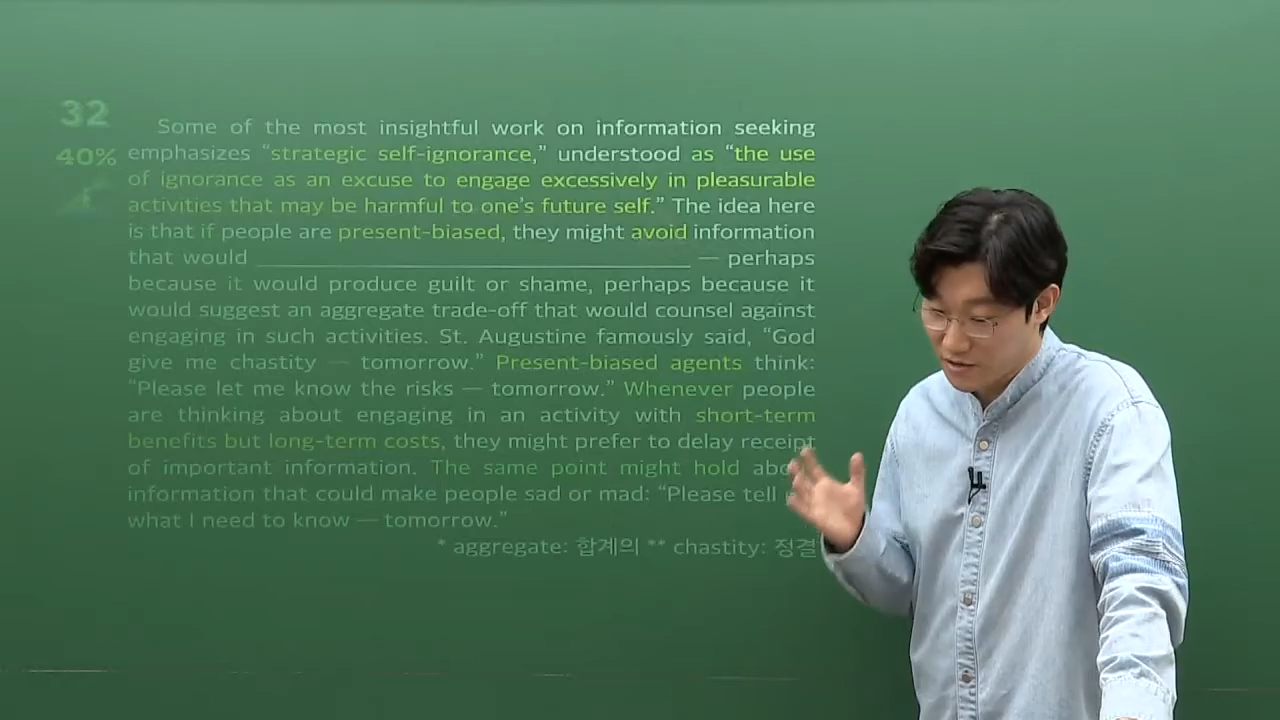 32
40%
Some of the most insightful work on information seeking
emphasizes “strategic self-ignorance,” understood as “the use
of ignorance as an excuse to engage excessively in pleasurable
activities that may be harmful to one’s future self.” The idea here
is that if people are present-biased, they might avoid information
that would — perhaps
because it would produce guilt or shame, perhaps because it
would suggest an aggregate trade-off that would counsel against
engaging in such activities. St. Augustine famously said, “God
give me chastity — tomorrow.” Present-biased agents think:
“Please let me know the risks — tomorrow.” Whenever people
are thinking about engaging in an activity with short-term
benefits but long-term costs, they might prefer to delay receipt
of important information. The same point might hold
information that could make people sad or mad: “Please tell
what I need to know — tomorrow.”
* aggregate: 합계의 ** chastity: 정결